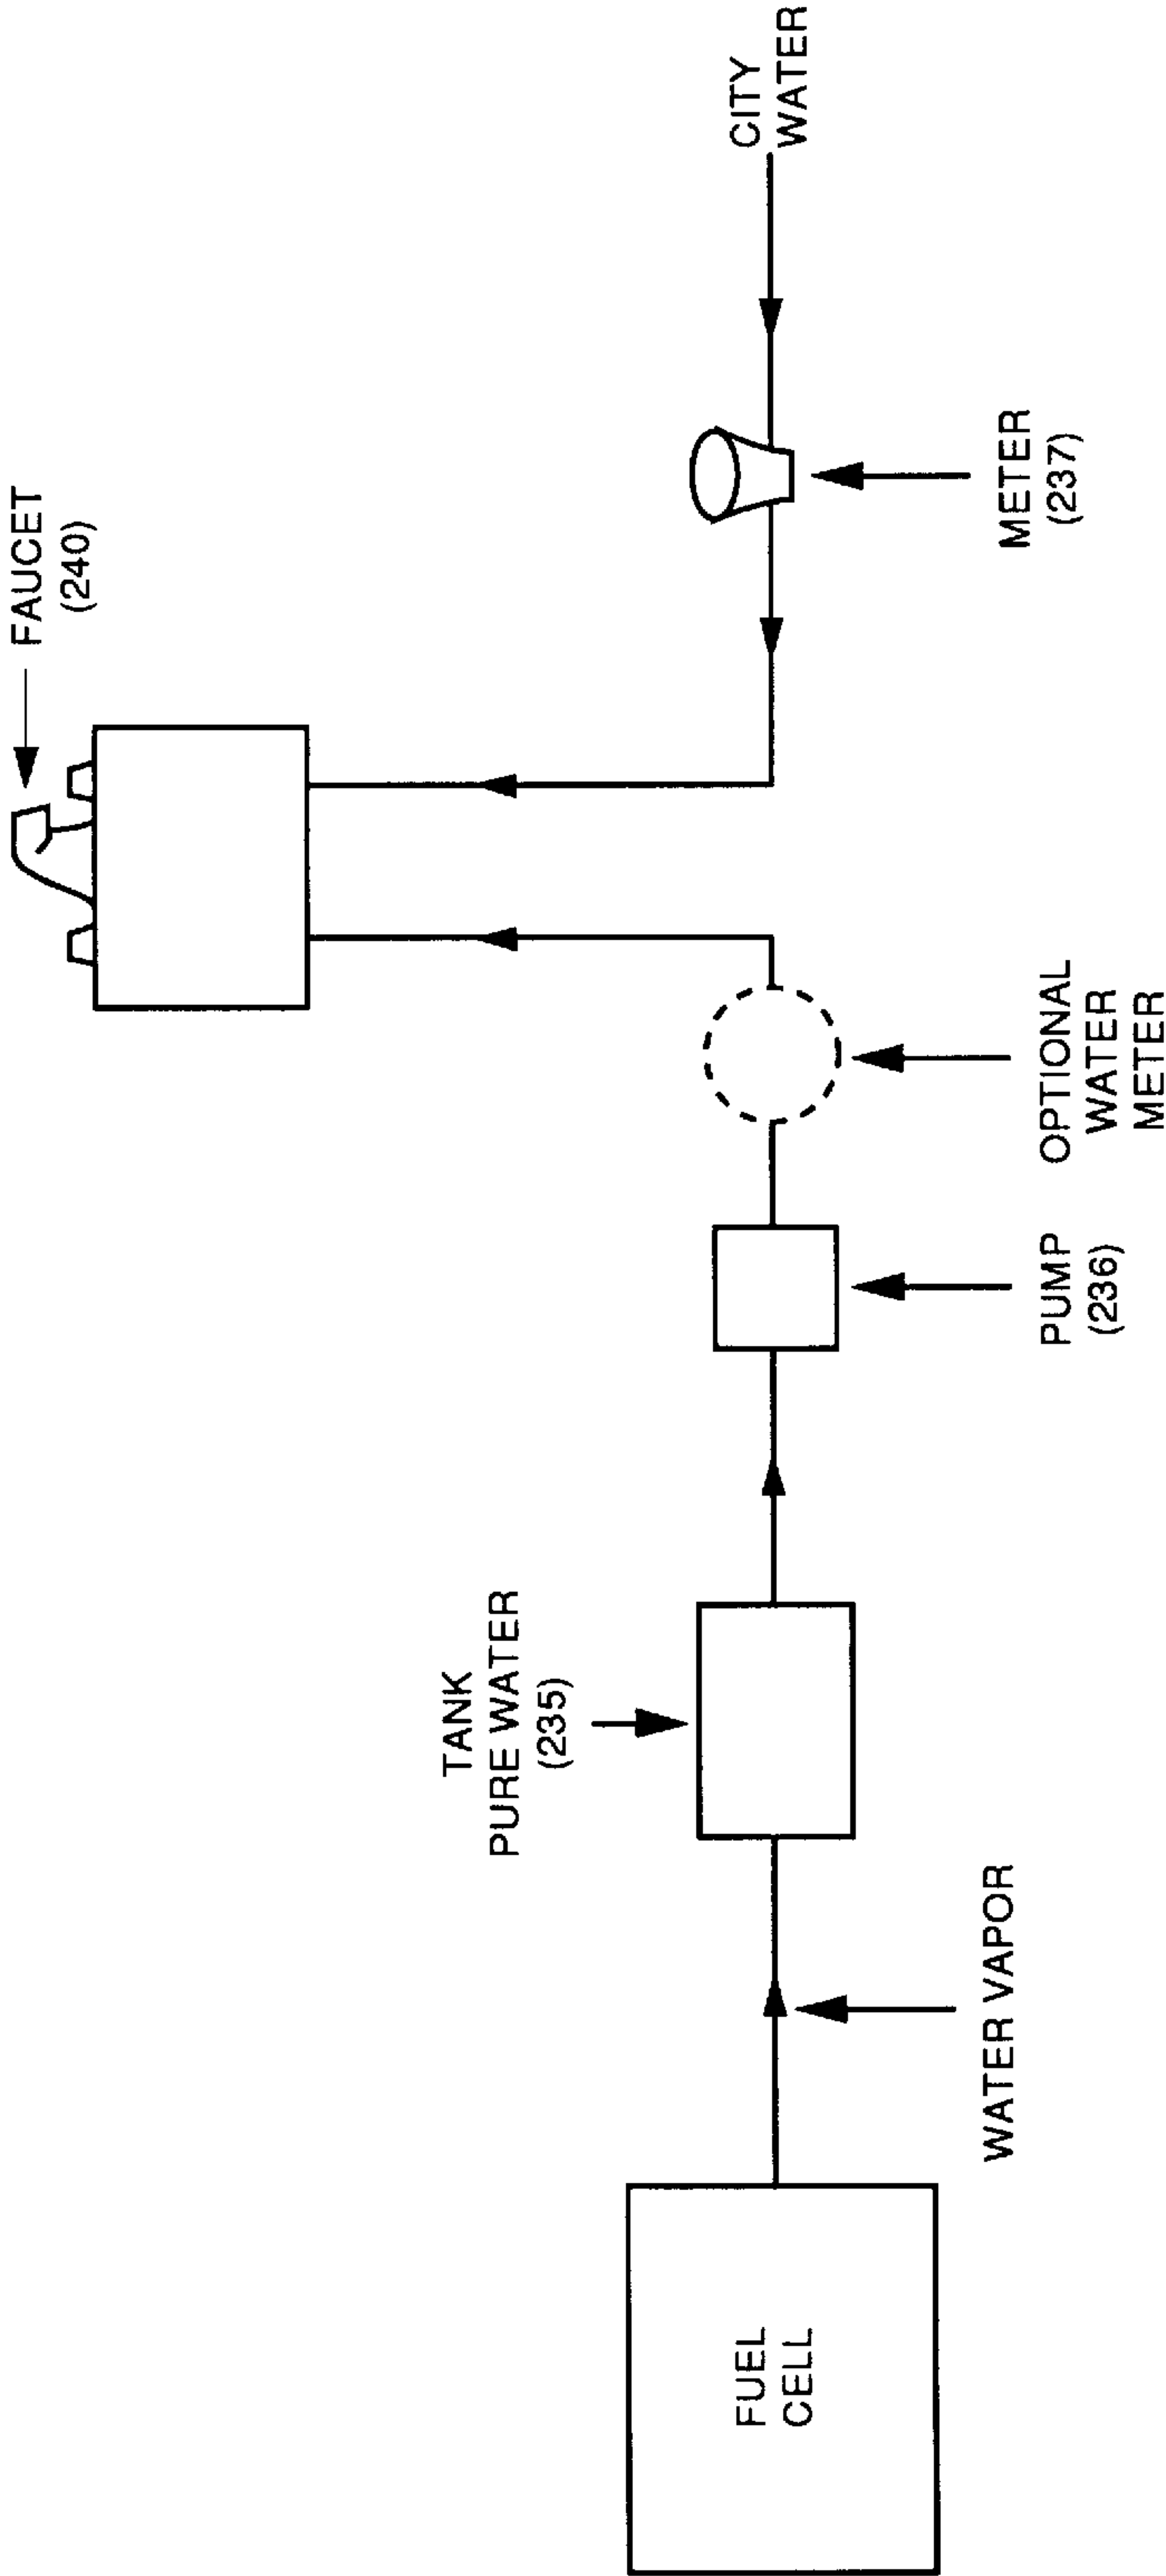 FAUCET
(240)
TANK
PURE WATER
(235)
CITY
WATER
FUEL
CELL
WATER VAPOR
PUMP
(236)
OPTIONAL
WATER
METER
METER
(237)